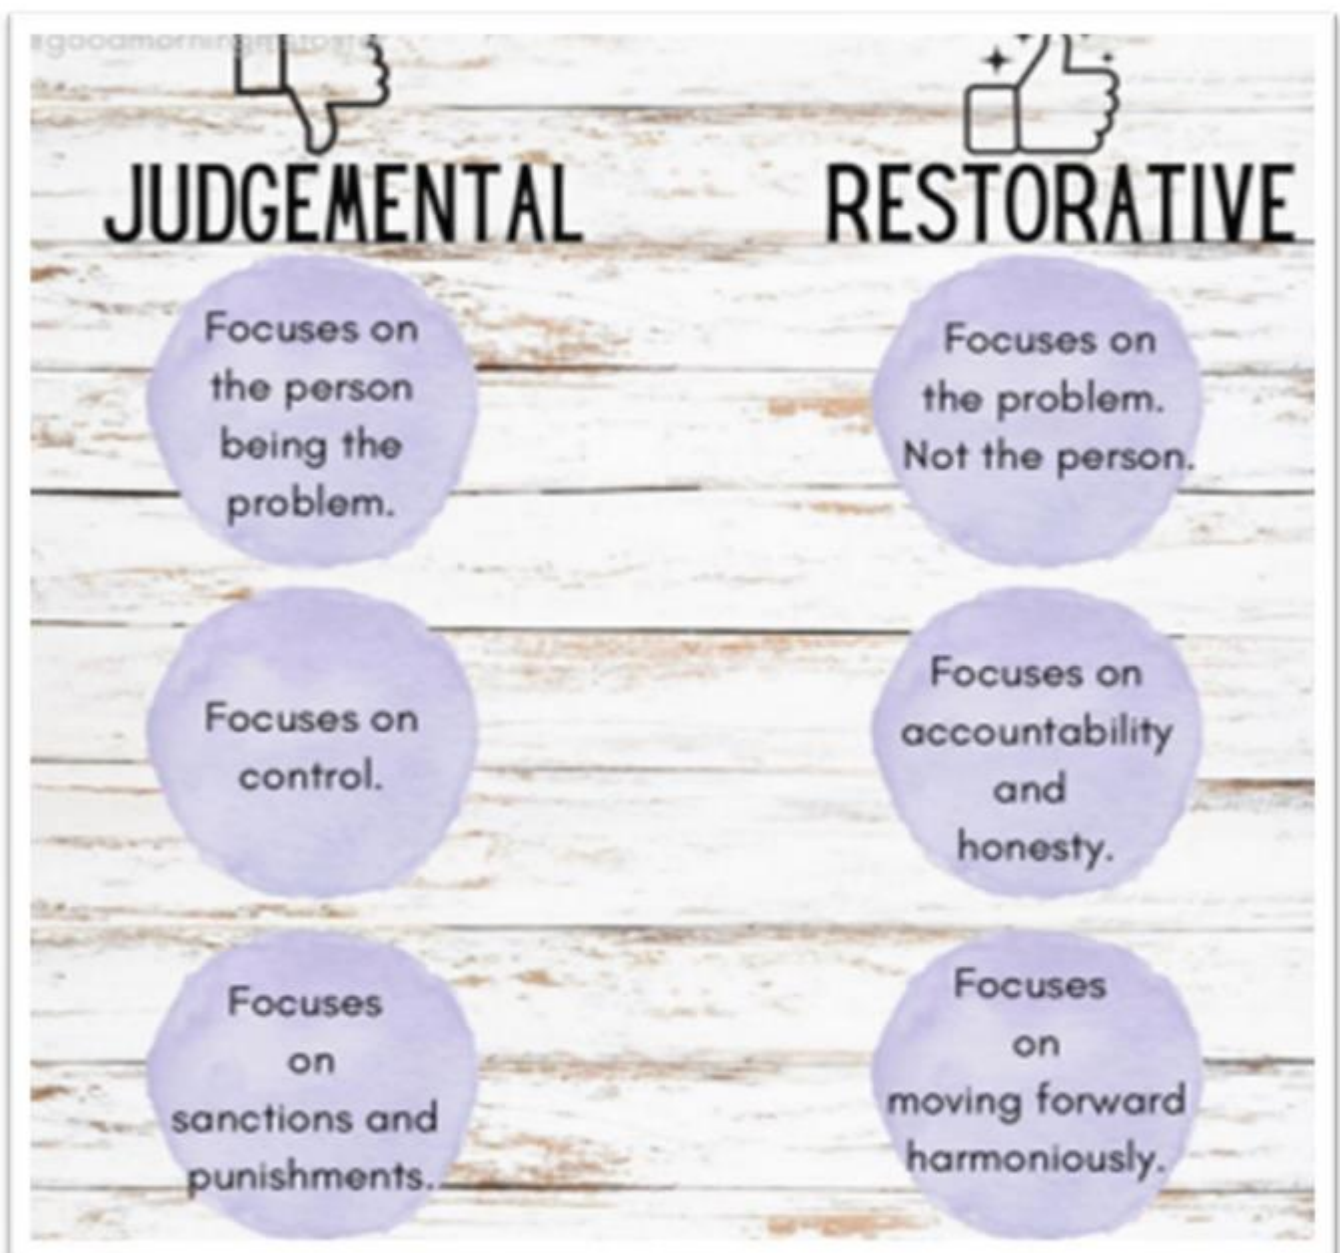 JUDGEMENTAL
RESTORATIVE
Focuses on
the person
being the
problem.
Focuses on
the problem.
Not the person.
Focuses on
control.
Focuses on
accountability
and
honesty.
Focuses
on
sanctions and
punishments.
Focuses
on
moving forward
harmoniously.